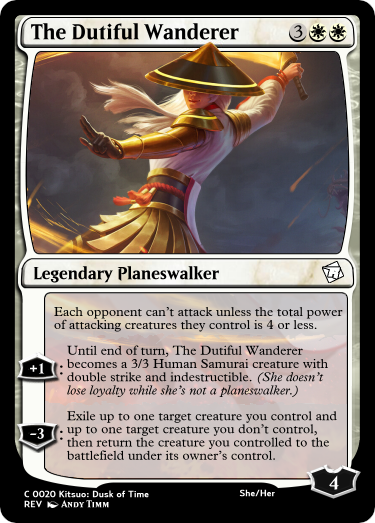 The Dutiful Wanderer 3
Legendary Planeswalker
Each opponent can't attack unless the total power
of attacking creatures they control is 4 or less.
+1: Until end of turn, The Dutiful Wanderer
becomes a 3/3 Human Samurai creature with
double strike and indestructible. (She doesn't
lose loyalty while she's not a planeswalker.)
-3: Exile up to one target creature you control and
up to one target creature you don't control,
then return the creature you controlled to the
battlefield under its owner's control.
4
C 0020 Kitsuo: Dusk of Time She/Her
REV Andy Timm